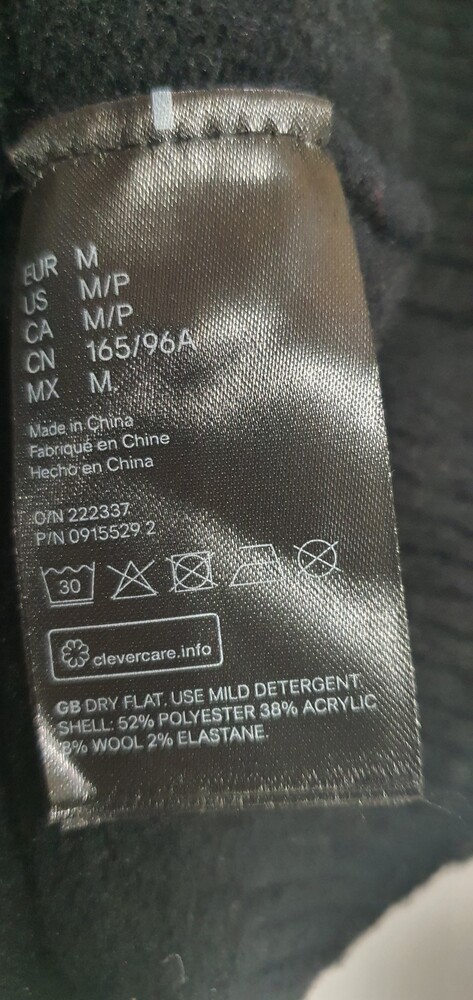 EUR M
US M/P
CA M/P
CN 165/96A
MX M
Made in China
Fabriqué en Chine
Hecho en China
O/N 222337
P/N 0915529 2
30
clevercare.info
GB DRY FLAT. USE MILD DETERGENT.
SHELL: 52% POLYESTER 38% ACRYLIC
8% WOOL 2% ELASTANE.